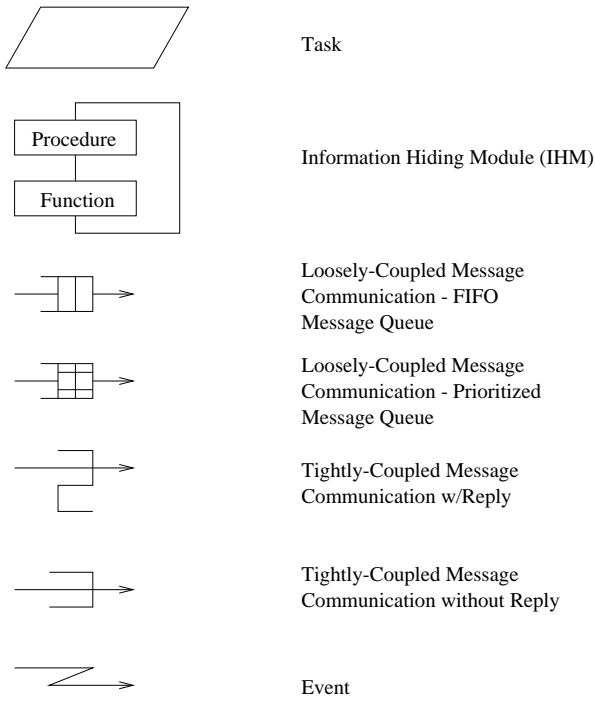 Task
Procedure
Function
Information Hiding Module (IHM)
Loosely-Coupled Message
Communication - FIFO
Message Queue
Loosely-Coupled Message
Communication - Prioritized
Message Queue
Tightly-Coupled Message
Communication w/Reply
Tightly-Coupled Message
Communication without Reply
Event